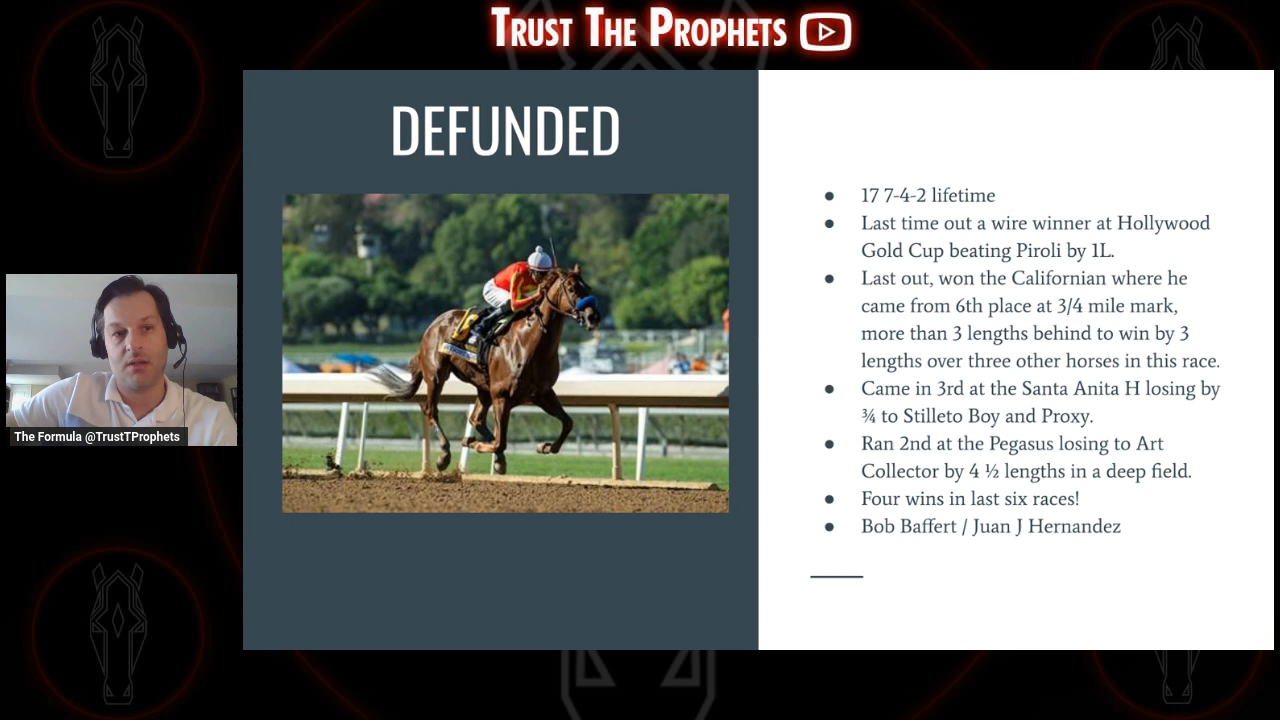 TRUST THE PROPHETS
DEFUNDED
● 17 7-4-2 lifetime
● Last time out a wire winner at Hollywood
Gold Cup beating Piroli by 1L.
● Last out, won the Californian where he
came from 6th place at 3/4 mile mark,
more than 3 lengths behind to win by 3
lengths over three other horses in this race.
● Came in 3rd at the Santa Anita H losing by
¾ to Stilleto Boy and Proxy.
● Ran 2nd at the Pegasus losing to Art
Collector by 4 ½ lengths in a deep field.
● Four wins in last six races!
● Bob Baffert / Juan J Hernandez
The Formula @TrustTProphets